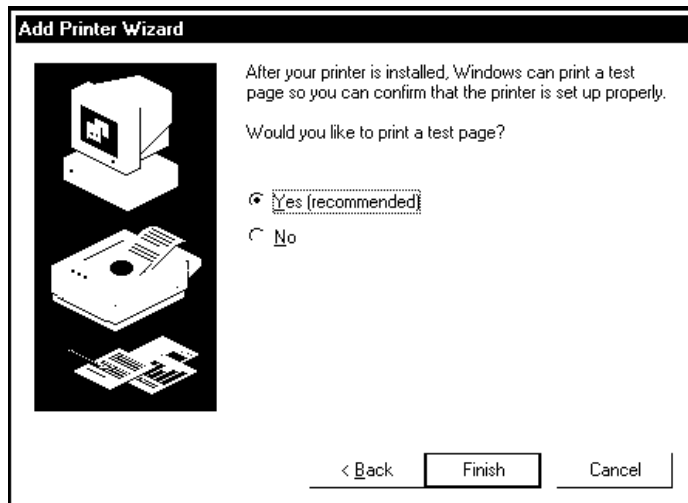 Add Printer Wizard
After your printer is installed, Windows can print a test
page so you can confirm that the printer is set up properly.
Would you like to print a test page?
Yes (recommended)
No
< Back
Finish
Cancel